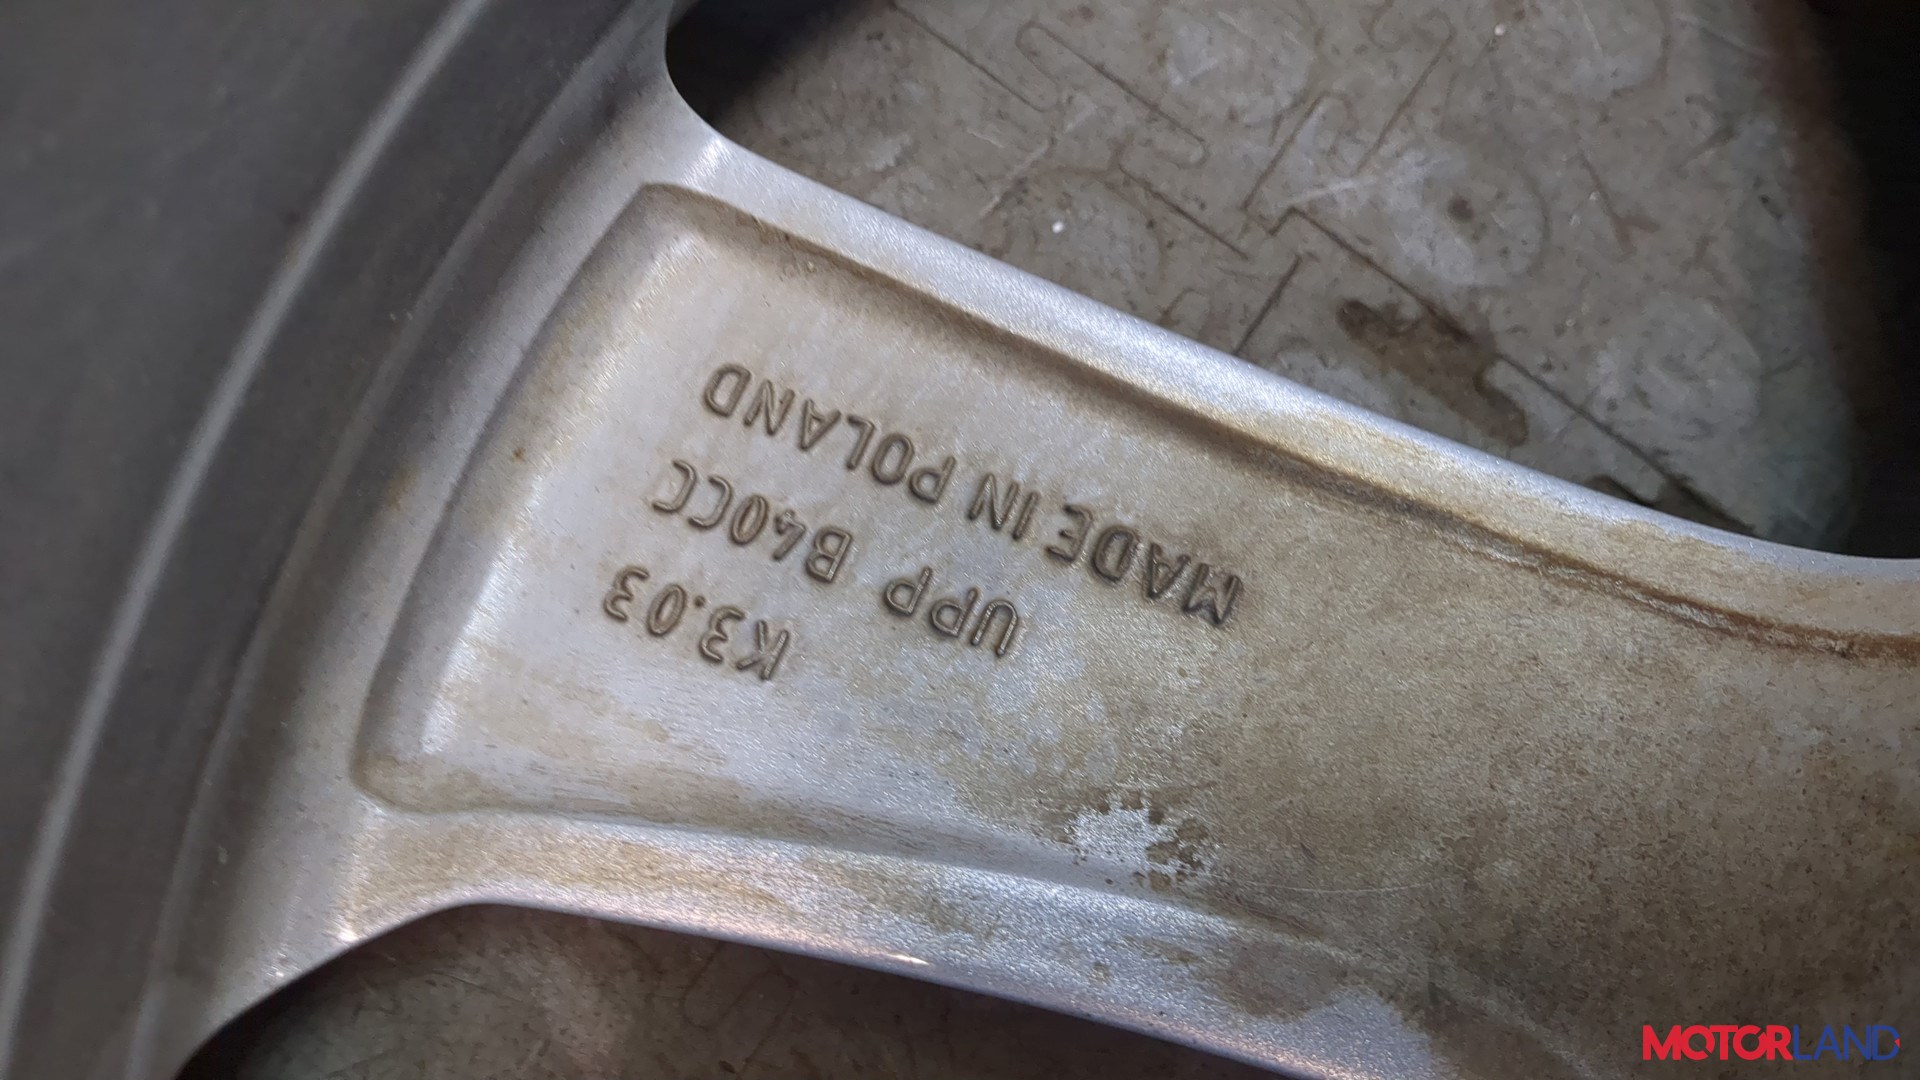 MADE IN POLAND
UPP B40CC
K3.03
MOTORLAND